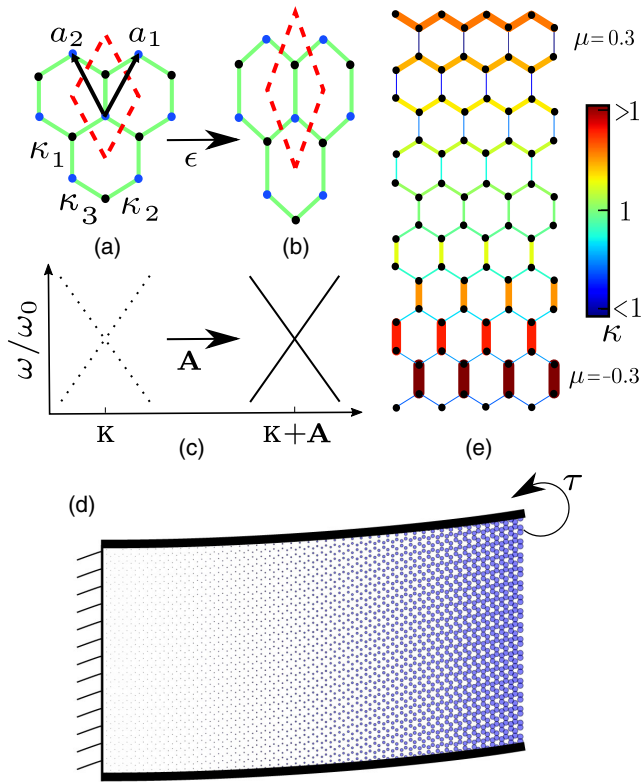 a₂ a₁
κ₁
κ₃ κ₂
ϵ
(a) (b)
ω/ω₀
A
K K+A
(c)
μ=0.3
>1
1
<1
κ
μ=-0.3
(e)
(d)
τ